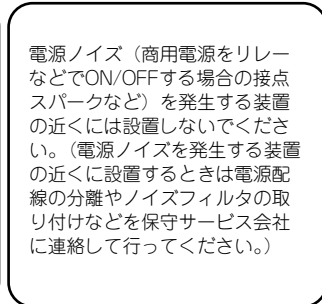 電源ノイズ（商用電源をリレー
などでON/OFFする場合の接点
スパークなど）を発生する装置
の近くには設置しないでくださ
い。（電源ノイズを発生する装置
の近くに設置するときは電源配
線の分離やノイズフィルタの取
り付けなどを保守サービス会社
に連絡して行ってください。）